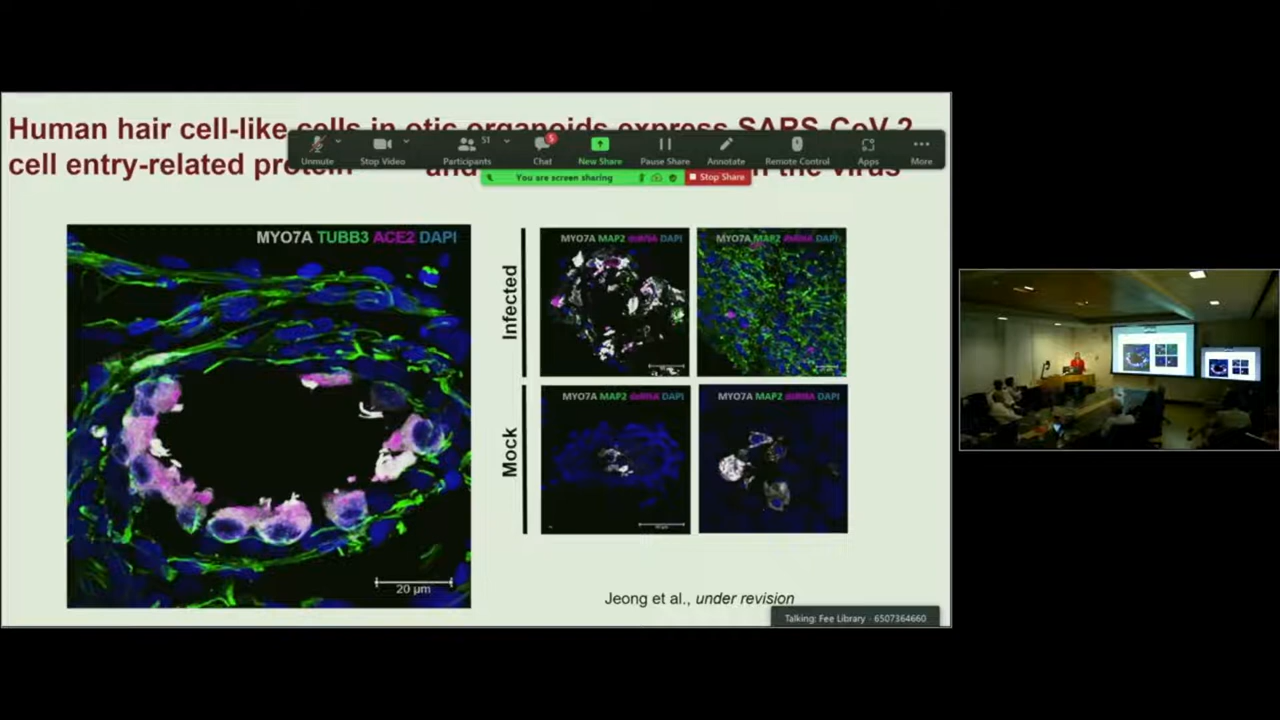 Human hair cell-like cells in otic organoids express SARS-CoV-2
cell entry-related protein and the virus
Unmute
Stop Video
51
Participants
5
Chat
New Share
Pause Share
Annotate
Remote Control
Apps
More
You are screen sharing
Stop Share
MYO7A TUBB3 ACE2 DAPI
20 µm
Infected
MYO7A MAP2 dsRNA DAPI
MYO7A MAP2 dsRNA DAPI
Mock
MYO7A MAP2 dsRNA DAPI
MYO7A MAP2 dsRNA DAPI
Jeong et al., under revision
Talking: Fee Library - 6507364660